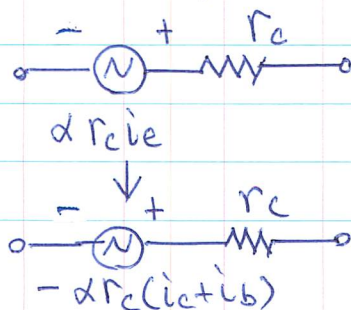 - + rc
N
αrcie
- + rc
N
-αrc(ic+ib)